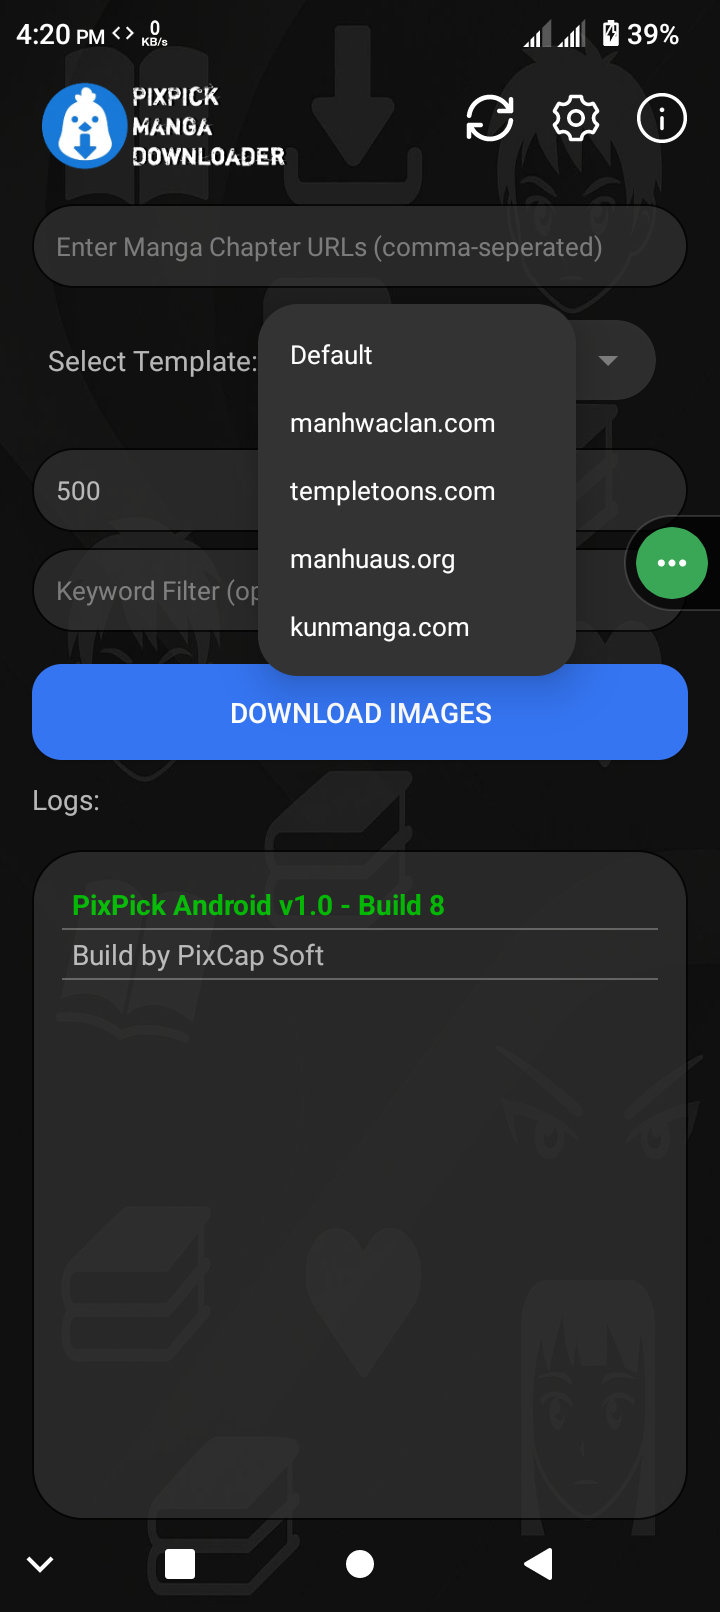 4:20 PM <> 0 KB/s 39%
PIXPICK
MANGA
DOWNLOADER
Enter Manga Chapter URLs (comma-seperated)
Select Template:
Default
manhwaclan.com
templetoons.com
manhuaus.org
kunmanga.com
500
Keyword Filter (op
DOWNLOAD IMAGES
Logs:
PixPick Android v1.0 - Build 8
Build by PixCap Soft